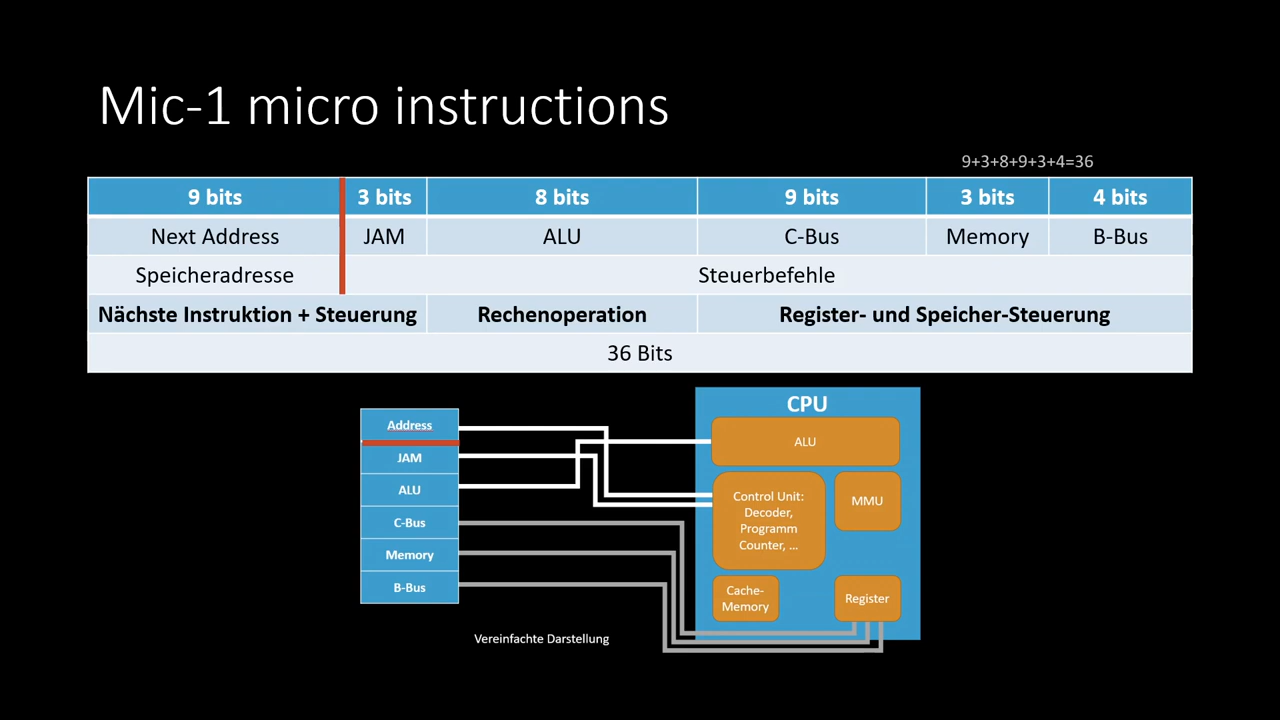 Mic-1 micro instructions
9+3+8+9+3+4=36
9 bits 3 bits 8 bits 9 bits 3 bits 4 bits
Next Address JAM ALU C-Bus Memory B-Bus
Speicheradresse Steuerbefehle
Nächste Instruktion + Steuerung Rechenoperation Register- und Speicher-Steuerung
36 Bits
Address
JAM
ALU
C-Bus
Memory
B-Bus
CPU
ALU
Control Unit:
Decoder,
Programm
Counter, ...
MMU
Cache-
Memory
Register
Vereinfachte Darstellung